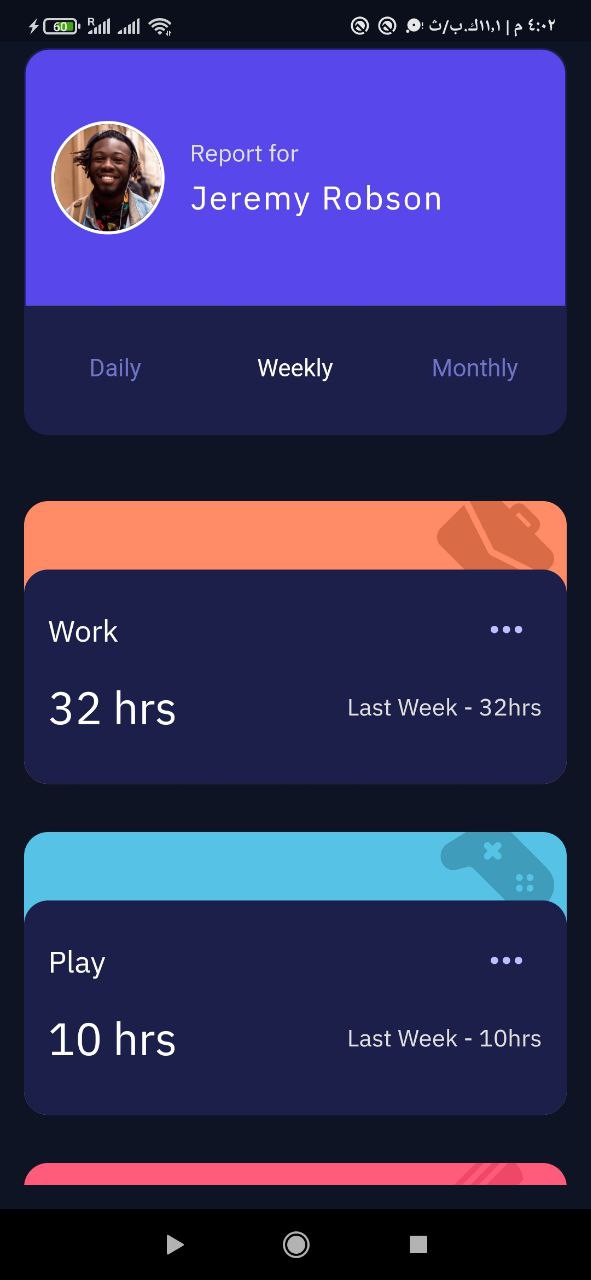 60 R ٤:٠٢ م | ١١,١ك.ب/ث
Report for
Jeremy Robson
Daily Weekly Monthly
Work
32 hrs Last Week - 32hrs
Play
10 hrs Last Week - 10hrs